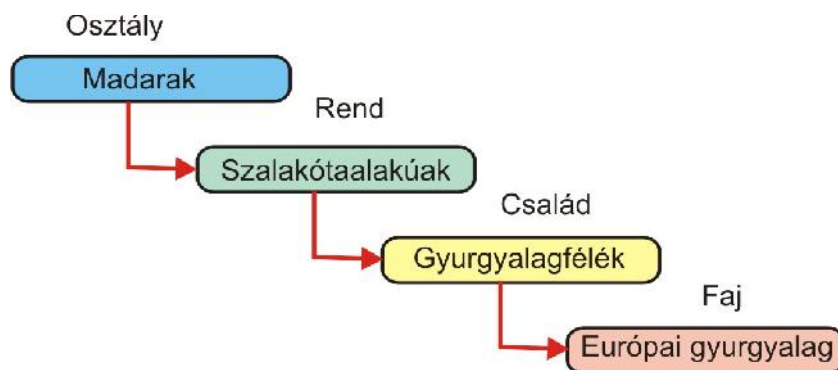 Osztály
Madarak
Rend
Szalakótaalakúak
Család
Gyurgyalagfélék
Faj
Európai gyurgyalag